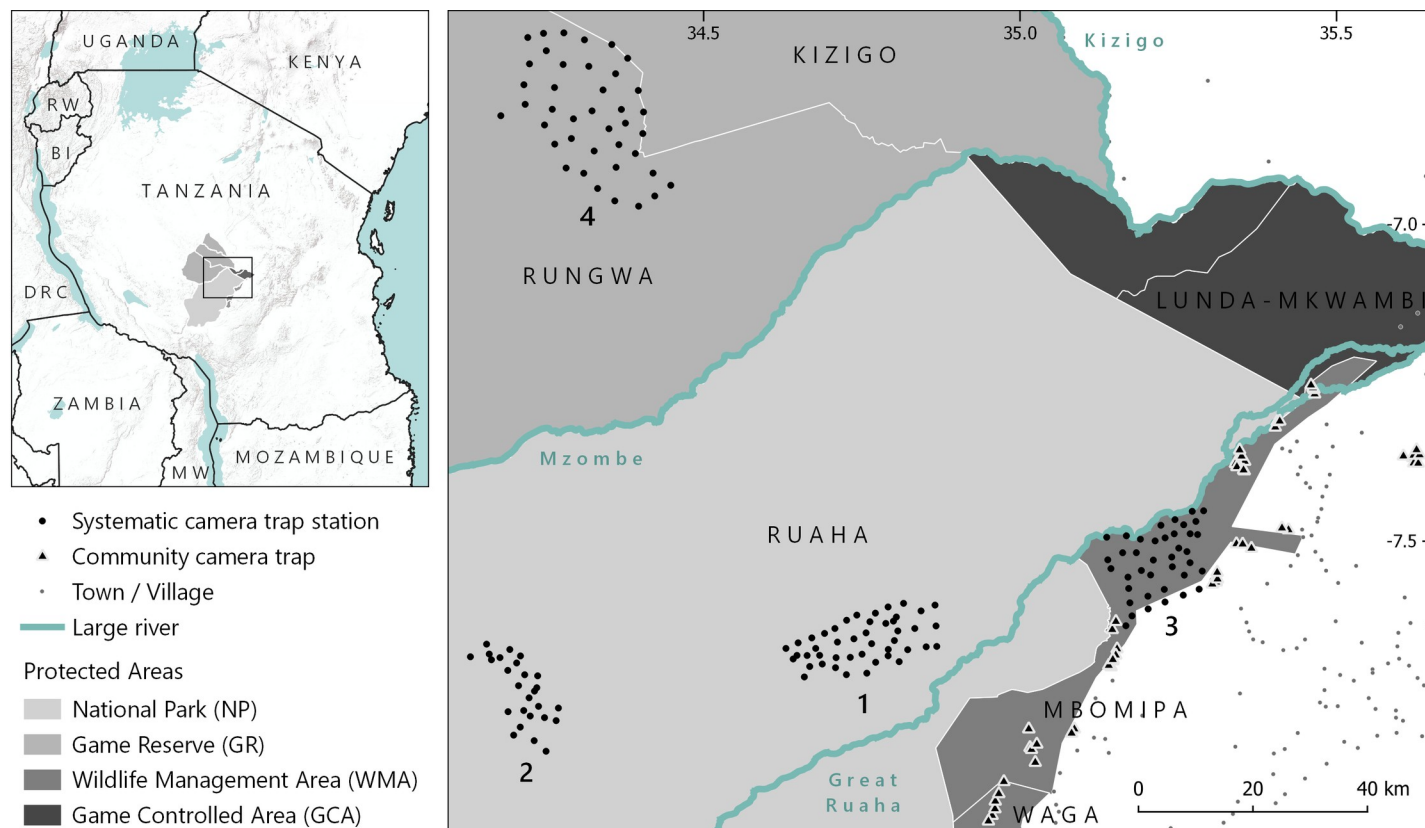 UGANDA
KENYA
RW
BI
TANZANIA
DRC
ZAMBIA
MW
MOZAMBIQUE
Systematic camera trap station
Community camera trap
Town / Village
Large river
Protected Areas
National Park (NP)
Game Reserve (GR)
Wildlife Management Area (WMA)
Game Controlled Area (GCA)
34.5
35.0
35.5
KIZIGO
Kizigo
4
-7.0
RUNGWA
LUNDA-MKWAMBI
Mzombe
RUAHA
-7.5
3
1
MBOMIPA
2
Great
Ruaha
WAGA
0
20
40 km